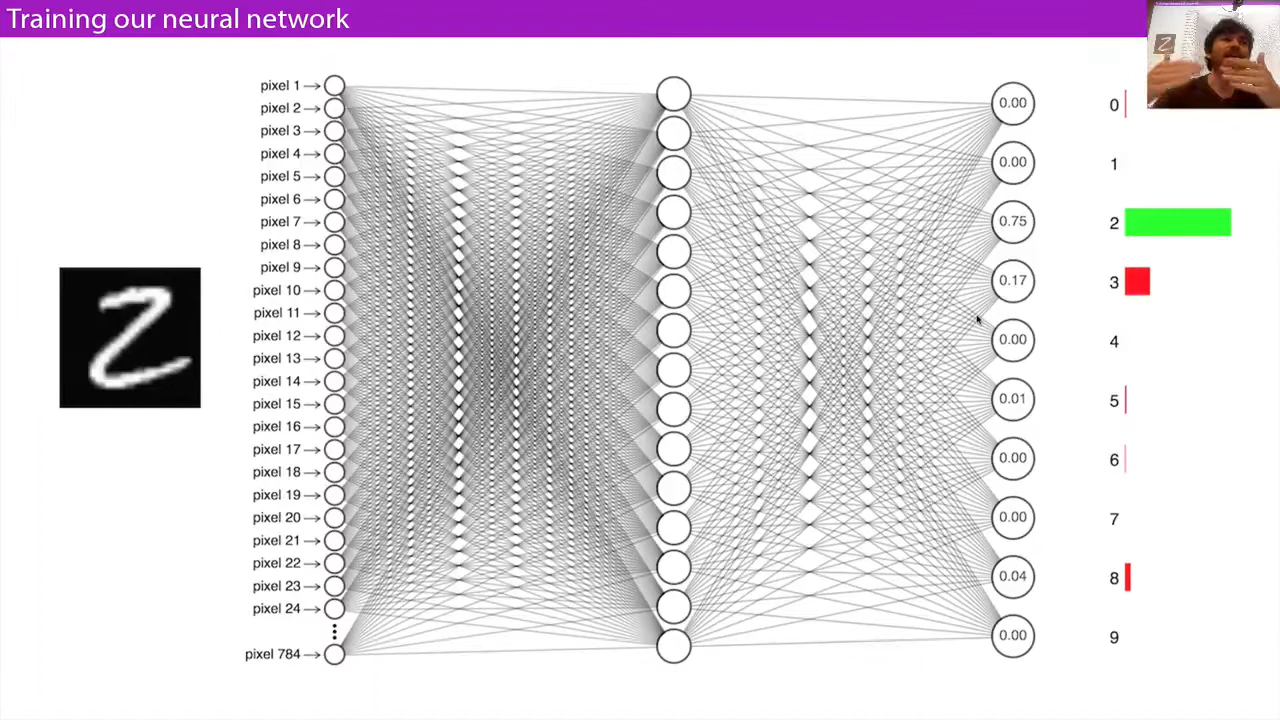 Training our neural network
pixel 1
pixel 2
pixel 3
pixel 4
pixel 5
pixel 6
pixel 7
pixel 8
pixel 9
pixel 10
pixel 11
pixel 12
pixel 13
pixel 14
pixel 15
pixel 16
pixel 17
pixel 18
pixel 19
pixel 20
pixel 21
pixel 22
pixel 23
pixel 24
pixel 784
2
0.00 0
0.00 1
0.75 2
0.17 3
0.00 4
0.01 5
0.00 6
0.00 7
0.04 8
0.00 9
2